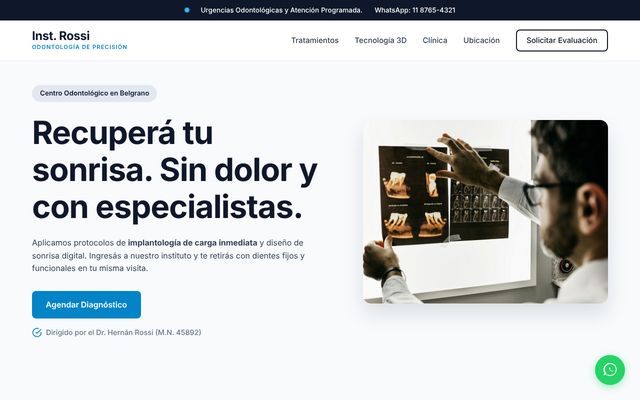 Urgencias Odontológicas y Atención Programada. WhatsApp: 11 8765-4321
Inst. Rossi
ODONTOLOGÍA DE PRECISIÓN
Tratamientos Tecnología 3D Clínica Ubicación Solicitar Evaluación
Centro Odontológico en Belgrano
Recuperá tu
sonrisa. Sin dolor y
con especialistas.
Aplicamos protocolos de implantología de carga inmediata y diseño de
sonrisa digital. Ingresás a nuestro instituto y te retirás con dientes fijos y
funcionales en tu misma visita.
Agendar Diagnóstico
Dirigido por el Dr. Hernán Rossi (M.N. 45892)